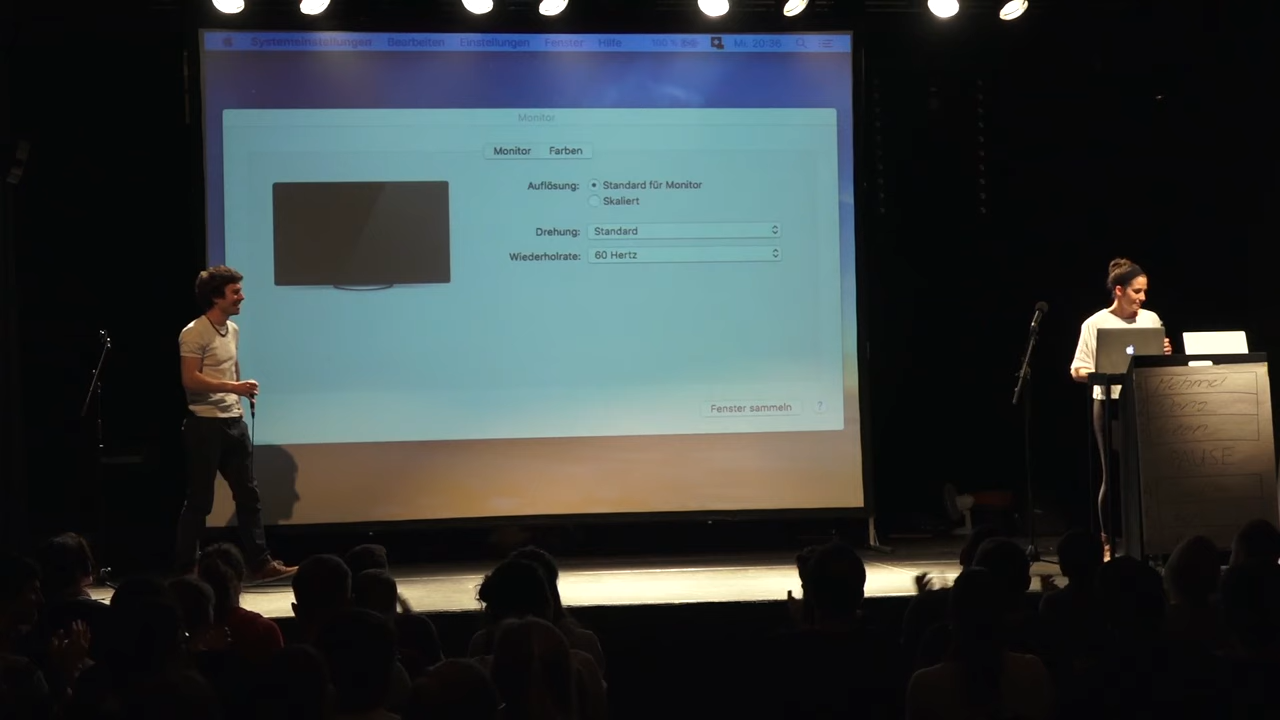 Systemeinstellungen Bearbeiten Einstellungen Fenster Hilfe 100 % Mi. 20:36
Monitor
Monitor Farben
Auflösung: Standard für Monitor
Skaliert
Drehung: Standard
Wiederholrate: 60 Hertz
Fenster sammeln ?
PAUSE